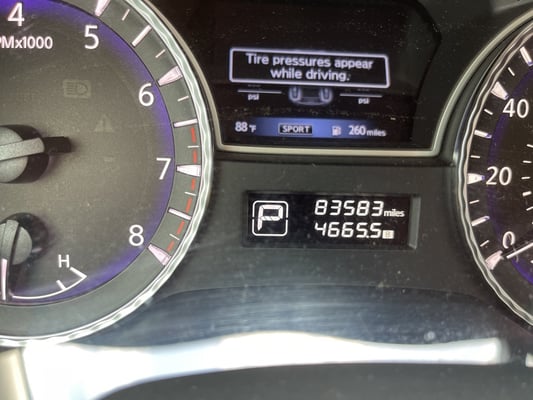 4
PMx1000
5
6
7
8
H
Tire pressures appear
while driving.
psi psi
88 °F SPORT 260 miles
P
83583 miles
4665.5 B
40
20
0